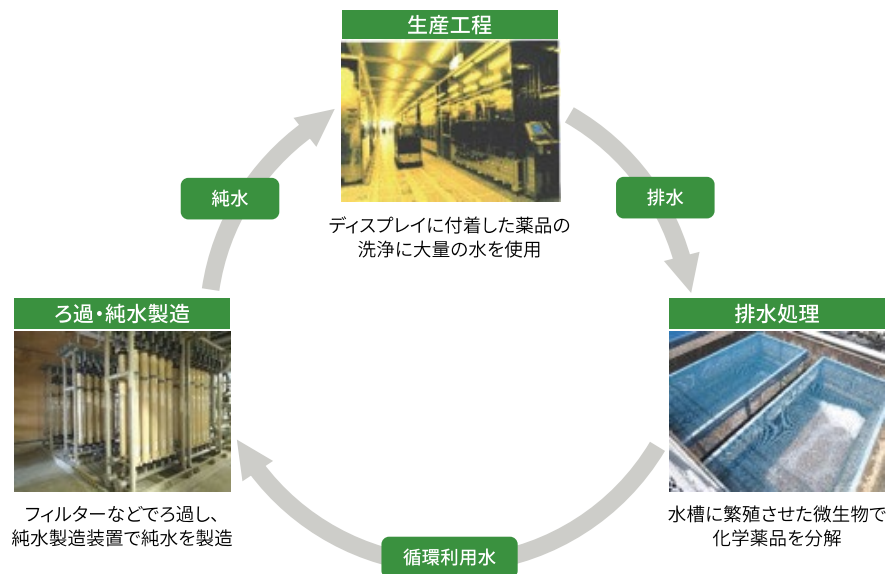 生産工程
純水
排水
ディスプレイに付着した薬品の
洗浄に大量の水を使用
ろ過・純水製造
排水処理
フィルターなどでろ過し、
純水製造装置で純水を製造
水槽に繁殖させた微生物で
化学薬品を分解
循環利用水